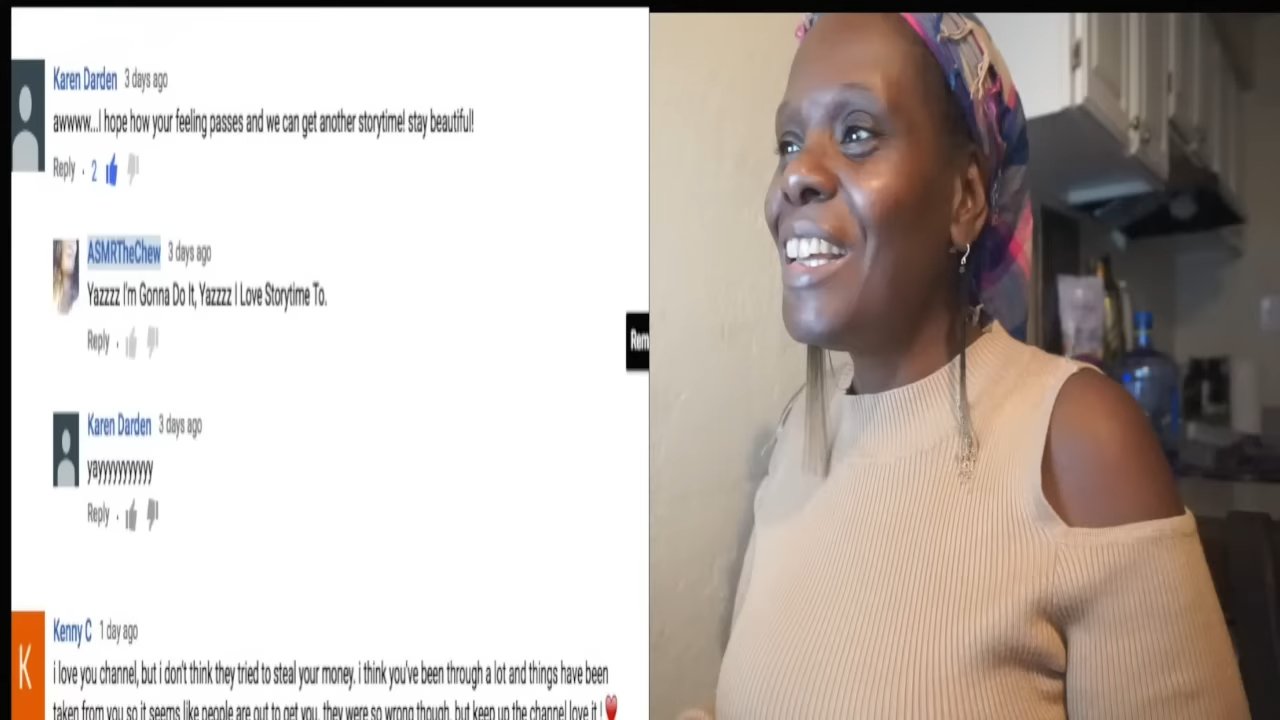 Karen Darden 3 days ago
awwww...I hope how your feeling passes and we can get another storytime! stay beautiful!
Reply · 2
ASMRTheChew 3 days ago
Yazzzz I'm Gonna Do It, Yazzzz I Love Storytime To.
Reply ·
Rem
Karen Darden 3 days ago
yayyyyyyyyyyy
Reply ·
K
Kenny C 1 day ago
i love you channel, but i don't think they tried to steal your money. i think you've been through a lot and things have been
taken from you so it seems like people are out to get you. they were so wrong though. but keep up the channel love it !